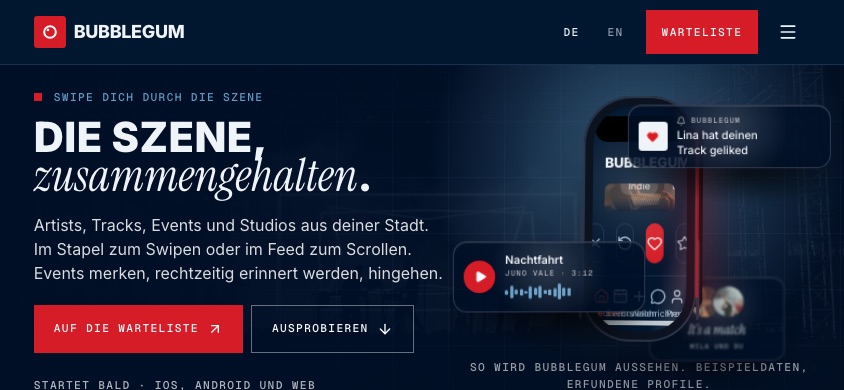 BUBBLEGUM
DE
EN
WARTELISTE
SWIPE DICH DURCH DIE SZENE
DIE SZENE,
zusammengehalten.
Artists, Tracks, Events und Studios aus deiner Stadt.
Im Stapel zum Swipen oder im Feed zum Scrollen.
Events merken, rechtzeitig erinnert werden, hingehen.
AUF DIE WARTELISTE
AUSPROBIEREN
STARTET BALD · IOS, ANDROID UND WEB
BUBBLEGUM
Lina hat deinen
Track geliked
BUBBLEGUM
Indie
Nachtfahrt
JUNO VALE · 3:12
It's a match
MILA UND DU
SO WIRD BUBBLEGUM AUSSEHEN. BEISPIELDATEN,
ERFUNDENE PROFILE.